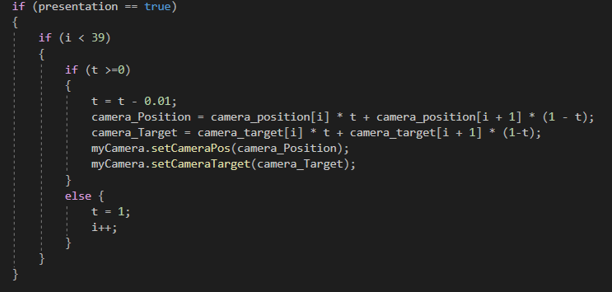 if (presentation == true)
{
if (i < 39)
{
if (t >=0)
{
t = t - 0.01;
camera_Position = camera_position[i] * t + camera_position[i + 1] * (1 - t);
camera_Target = camera_target[i] * t + camera_target[i + 1] * (1-t);
myCamera.setCameraPos(camera_Position);
myCamera.setCameraTarget(camera_Target);
}
else {
t = 1;
i++;
}
}
}